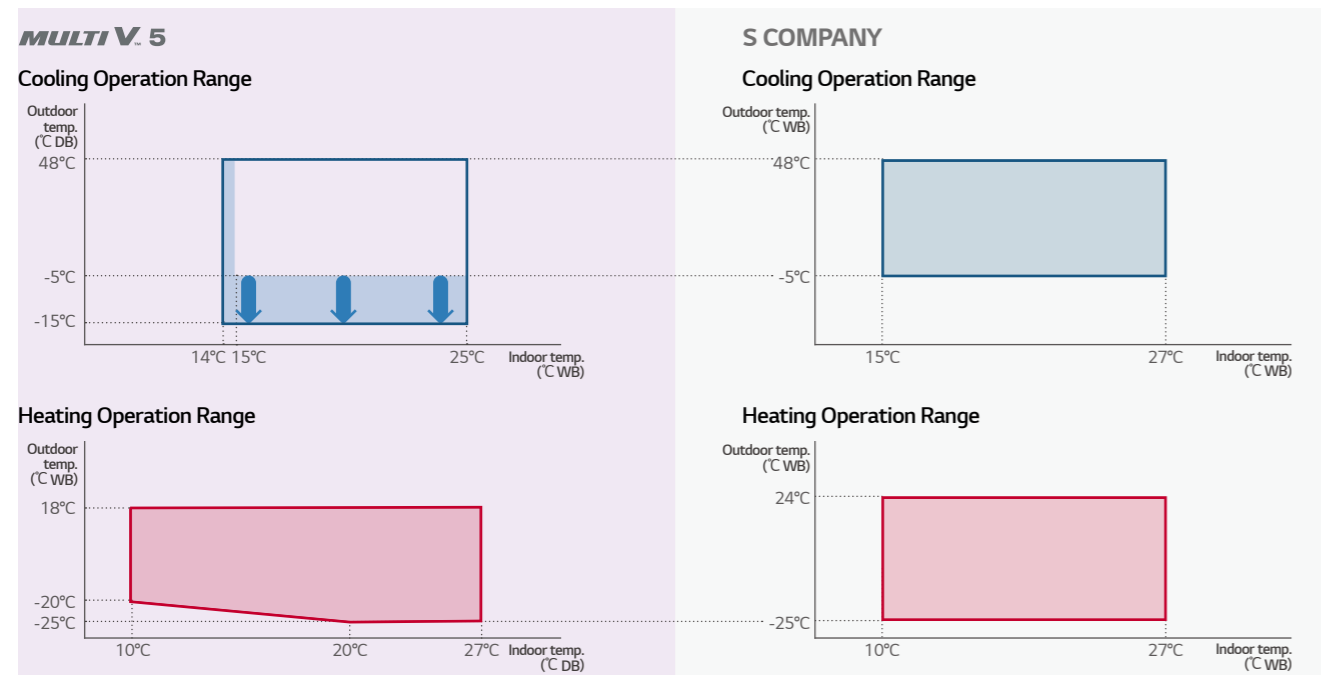 MULTI V™ 5
Cooling Operation Range
Outdoor
temp.
(℃ DB)
48℃
-5℃
-15℃
14℃ 15℃
25℃
Indoor temp.
(℃ WB)
Heating Operation Range
Outdoor
temp.
(℃ WB)
18℃
-20℃
-25℃
10℃
20℃
27℃
Indoor temp.
(℃ DB)
S COMPANY
Cooling Operation Range
Outdoor temp.
(℃ WB)
48℃
-5℃
15℃
27℃
Indoor temp.
(℃ WB)
Heating Operation Range
Outdoor temp.
(℃ WB)
24℃
-25℃
10℃
27℃
Indoor temp.
(℃ WB)